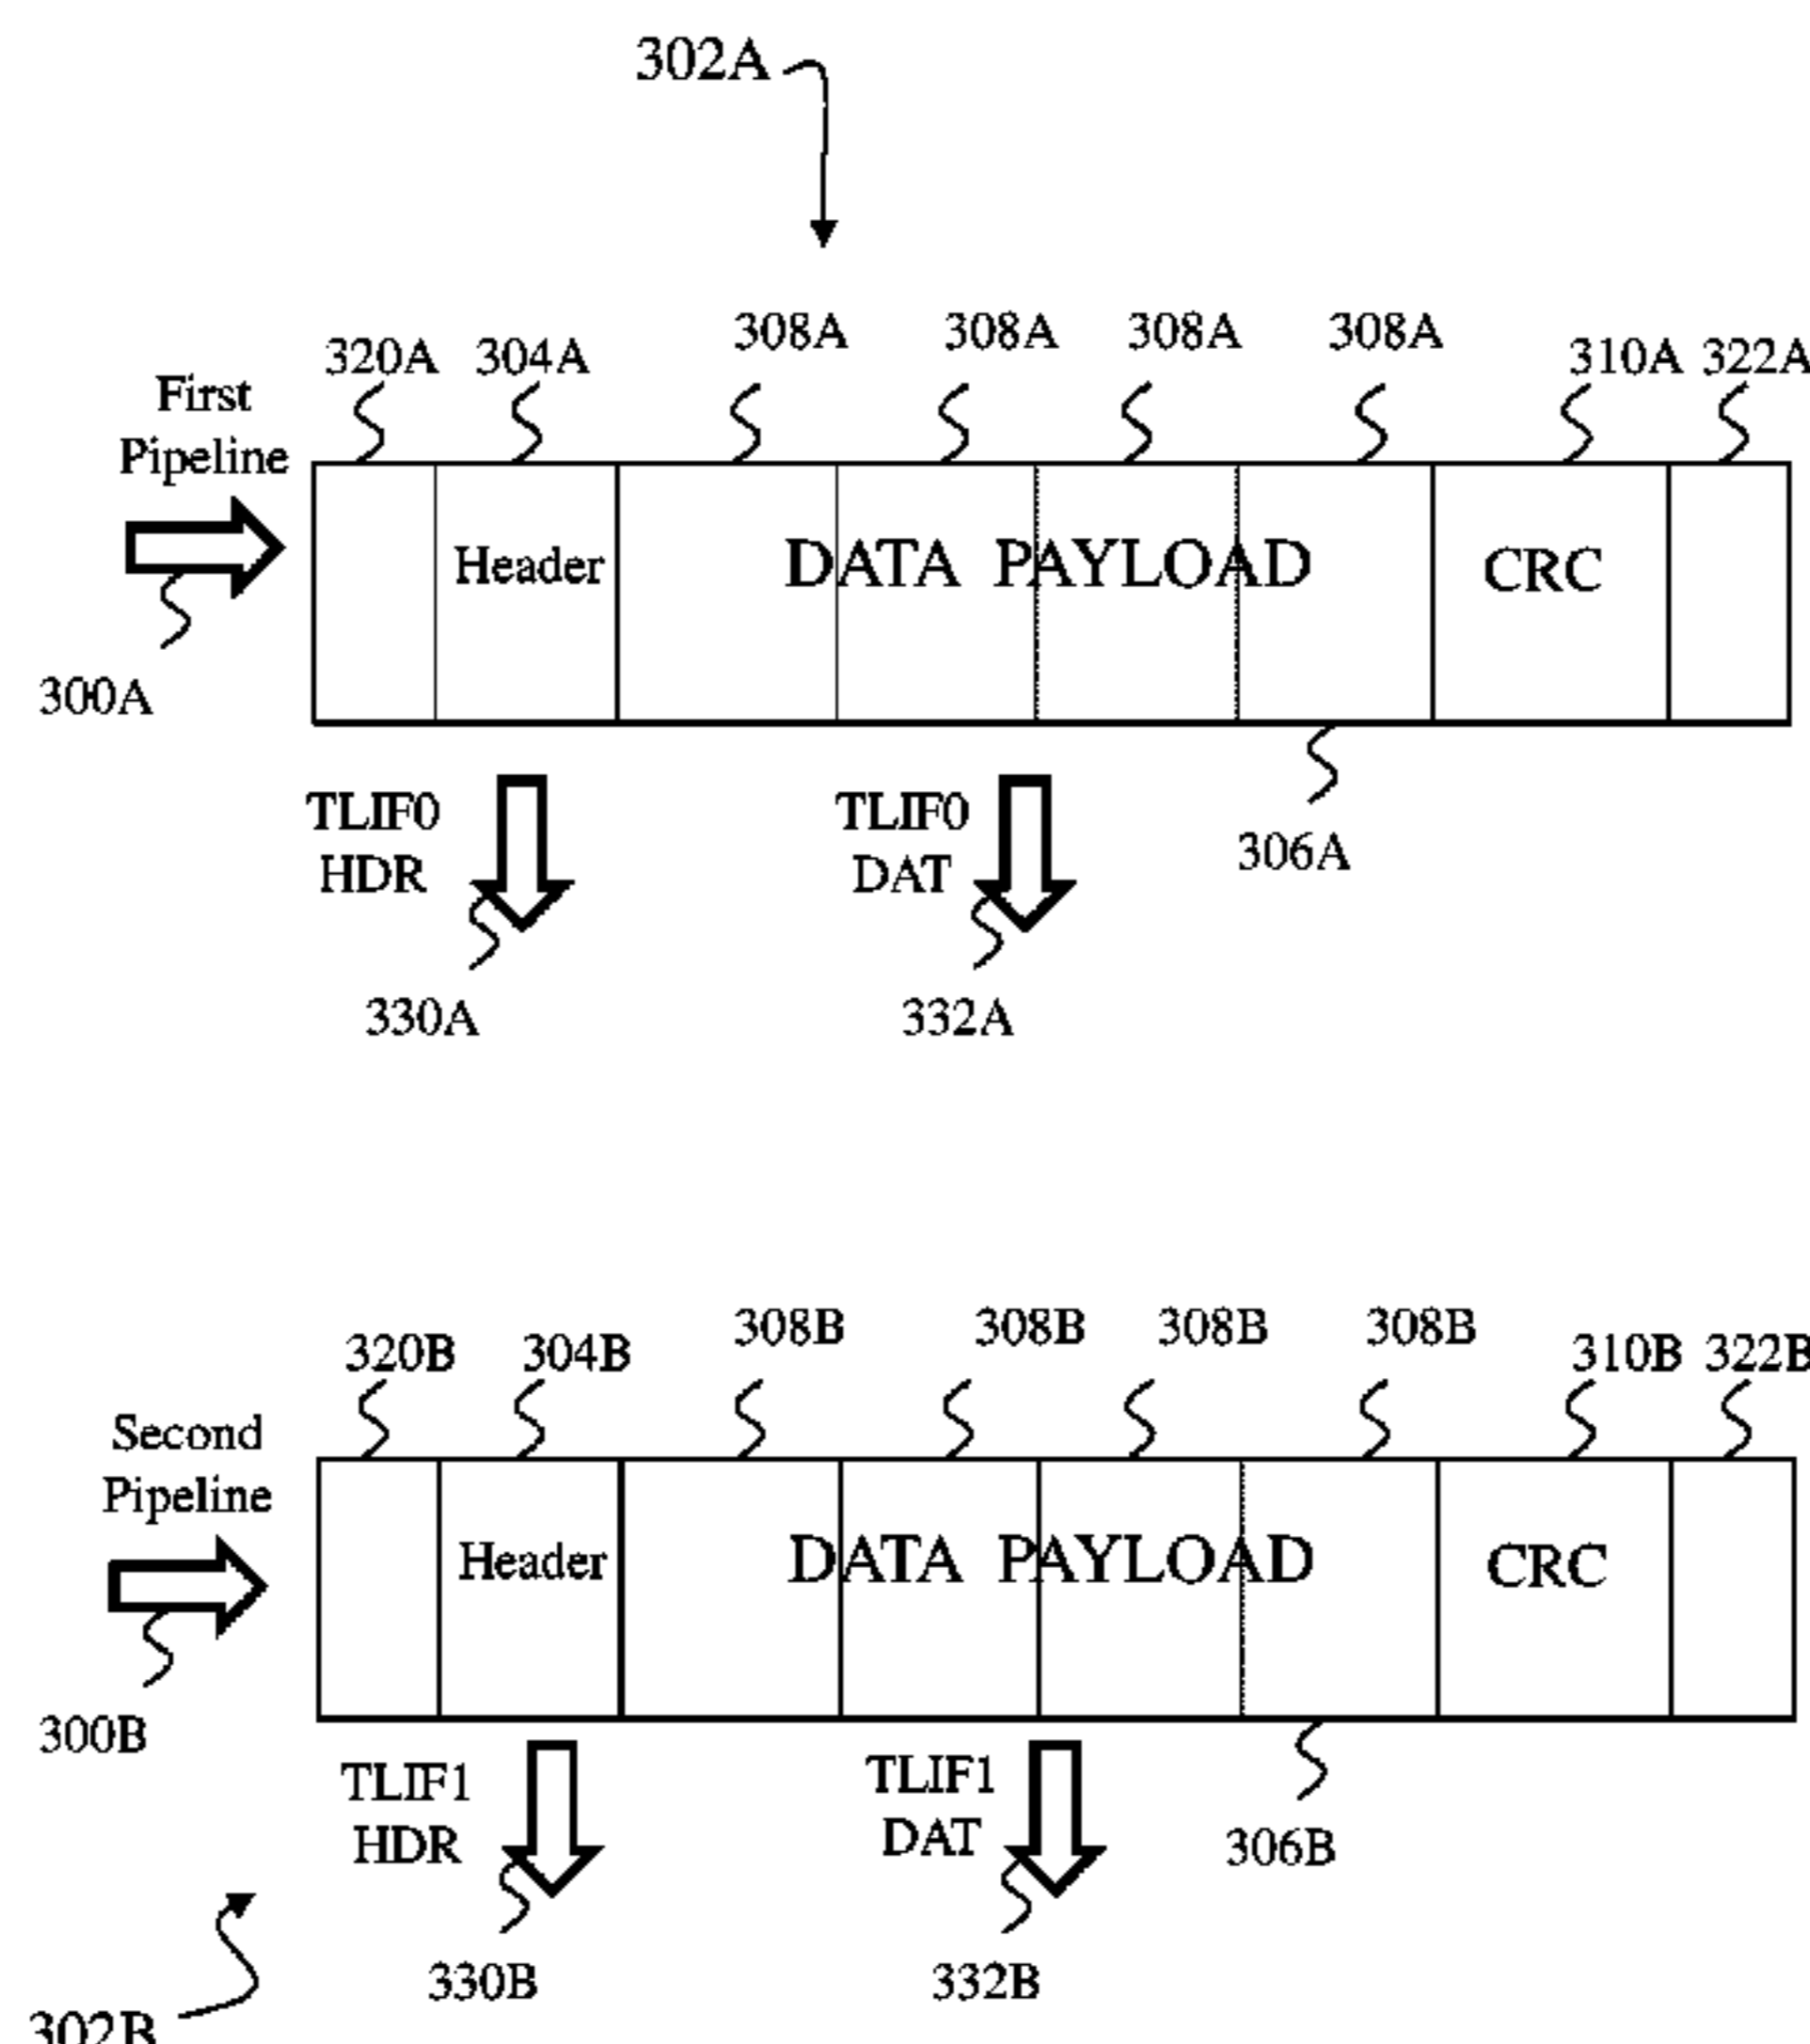 302A
308A 308A 308A 308A
320A 304A 310A 322A
First
Pipeline
Header DATA PAYLOAD CRC
300A
TLIF0
HDR
TLIF0
DAT
306A
330A 332A
308B 308B 308B 308B
320B 304B 310B 322B
Second
Pipeline
Header DATA PAYLOAD CRC
300B
TLIF1
HDR
TLIF1
DAT
306B
330B 332B
302B